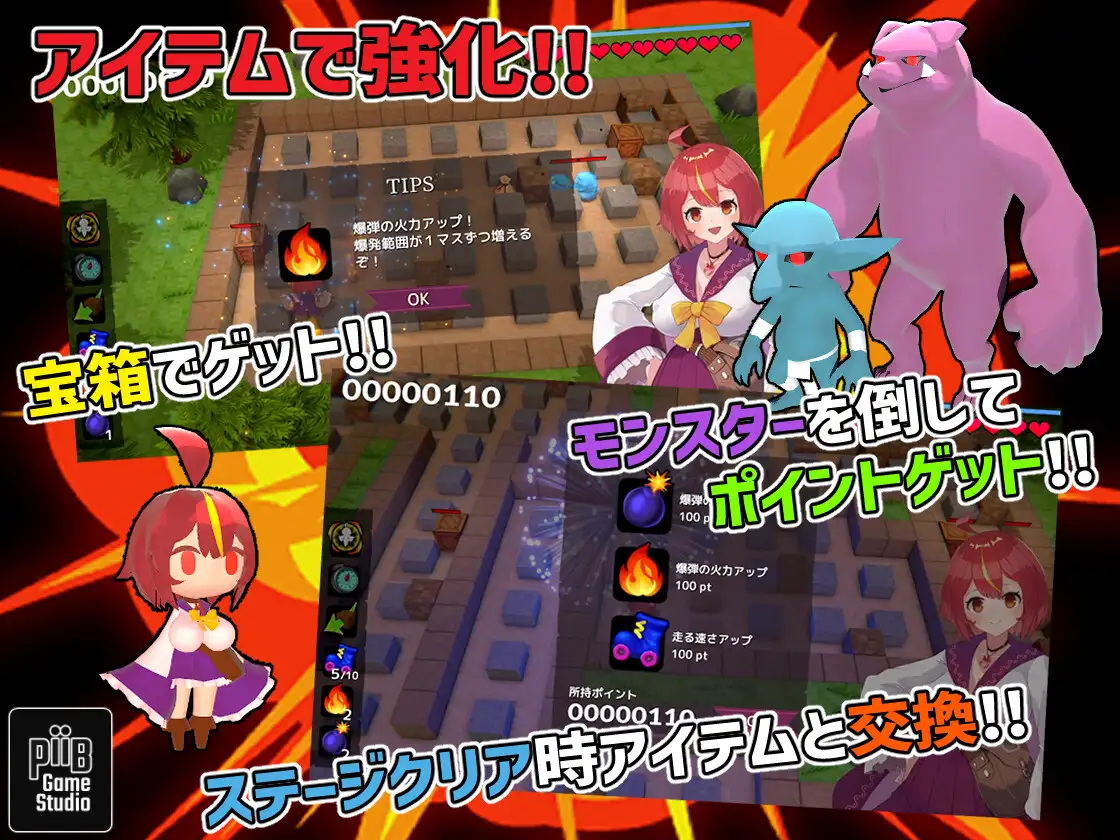 アイテムで強化!!
TIPS
爆弾の火力アップ！
爆発範囲が１マスずつ増える
ぞ！
OK
宝箱でゲット!!
1
00000110
モンスターを倒して
ポイントゲット!!
100 p
爆弾の火力アップ
100 pt
走る速さアップ
100 pt
5/10
2
2
所持ポイント
00000110
ステージクリア時アイテムと交換!!
piiB
Game
Studio